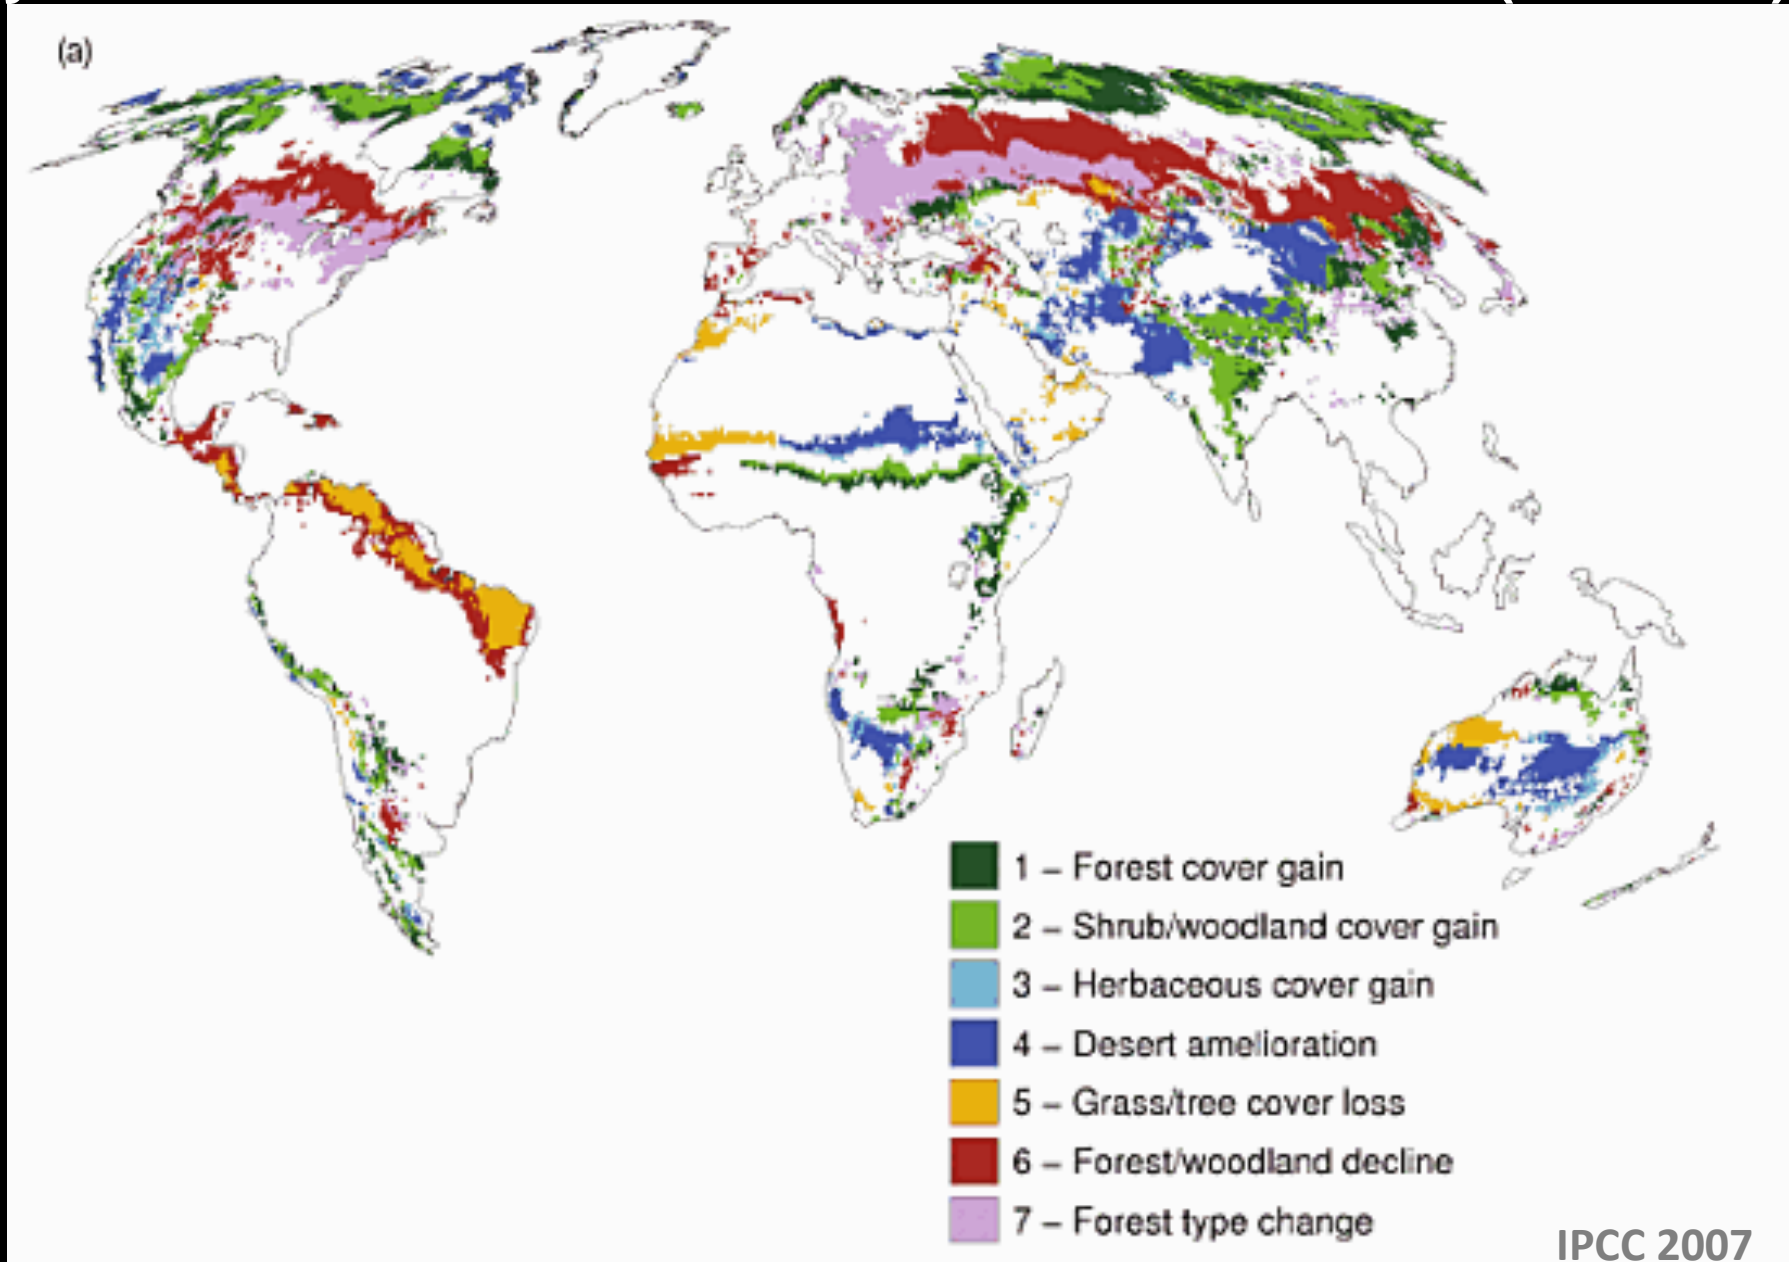 (a)
1 – Forest cover gain
2 – Shrub/woodland cover gain
3 – Herbaceous cover gain
4 – Desert amelioration
5 – Grass/tree cover loss
6 – Forest/woodland decline
7 – Forest type change
IPCC 2007